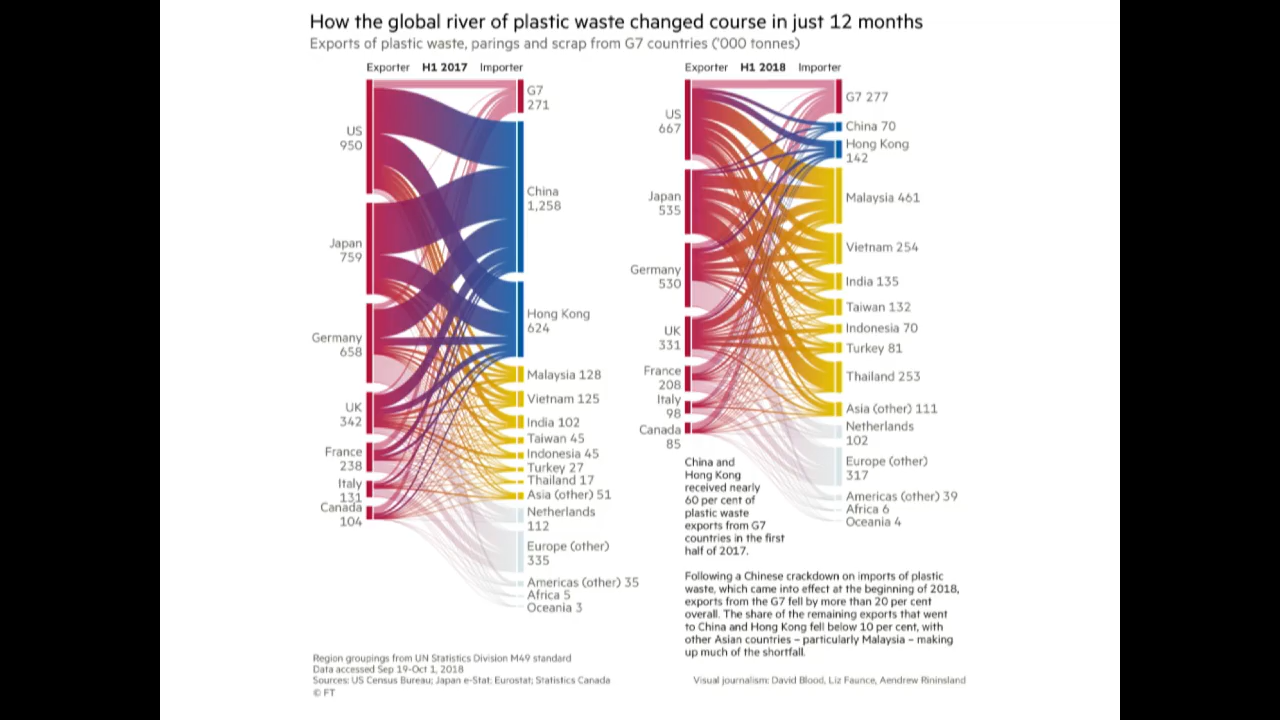 How the global river of plastic waste changed course in just 12 months
Exports of plastic waste, parings and scrap from G7 countries ('000 tonnes)
Exporter H1 2017 Importer
US
950
Japan
759
Germany
658
UK
342
France
238
Italy
131
Canada
104
G7
271
China
1,258
Hong Kong
624
Malaysia 128
Vietnam 125
India 102
Taiwan 45
Indonesia 45
Turkey 27
Thailand 17
Asia (other) 51
Netherlands
112
Europe (other)
335
Americas (other) 35
Africa 5
Oceania 3
Exporter H1 2018 Importer
US
667
Japan
535
Germany
530
UK
331
France
208
Italy
98
Canada
85
G7 277
China 70
Hong Kong
142
Malaysia 461
Vietnam 254
India 135
Taiwan 132
Indonesia 70
Turkey 81
Thailand 253
Asia (other) 111
Netherlands
102
Europe (other)
317
Americas (other) 39
Africa 6
Oceania 4
China and
Hong Kong
received nearly
60 per cent of
plastic waste
exports from G7
countries in the first
half of 2017.
Following a Chinese crackdown on imports of plastic
waste, which came into effect at the beginning of 2018,
exports from the G7 fell by more than 20 per cent
overall. The share of the remaining exports that went
to China and Hong Kong fell below 10 per cent, with
other Asian countries – particularly Malaysia – making
up much of the shortfall.
Region groupings from UN Statistics Division M49 standard
Data accessed Sep 19-Oct 1, 2018
Sources: US Census Bureau; Japan e-Stat; Eurostat; Statistics Canada
© FT
Visual journalism: David Blood, Liz Faunce, Aendrew Rininsland